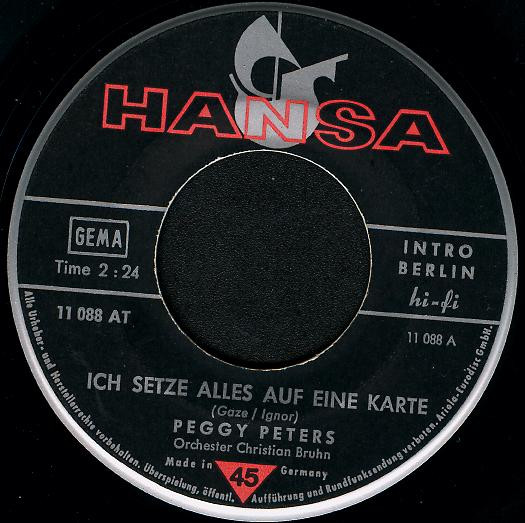 HANSA
GEMA
Time 2:24
11 088 AT
INTRO
BERLIN
hi-fi
11 088 A
ICH SETZE ALLES AUF EINE KARTE
(Gaze / Ignor)
PEGGY PETERS
Orchester Christian Bruhn
Made in 45 Germany
Alle Urheber- und Herstellerrechte vorbehalten. Überspielung, öffentl. Aufführung und Rundfunksendung verboten. Ariola-Eurodisc GmbH.